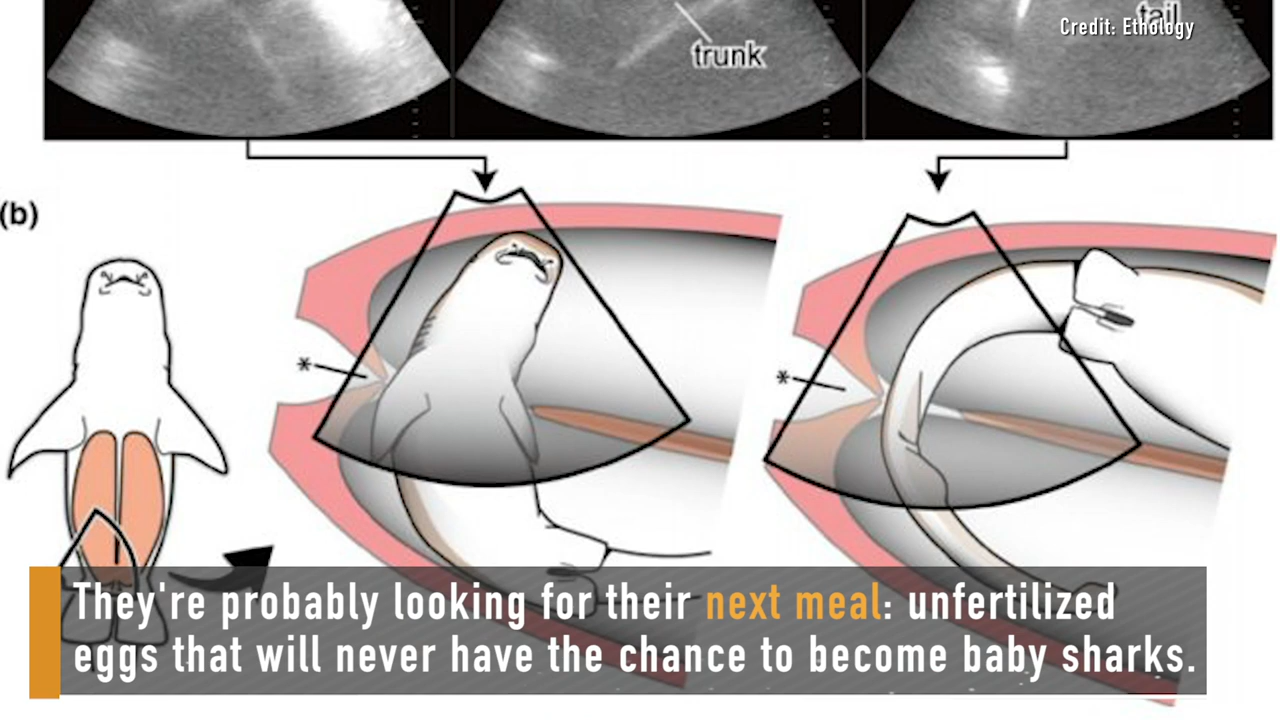 tail
Credit: Ethology
trunk
(b)
*
*
They're probably looking for their next meal: unfertilized
eggs that will never have the chance to become baby sharks.